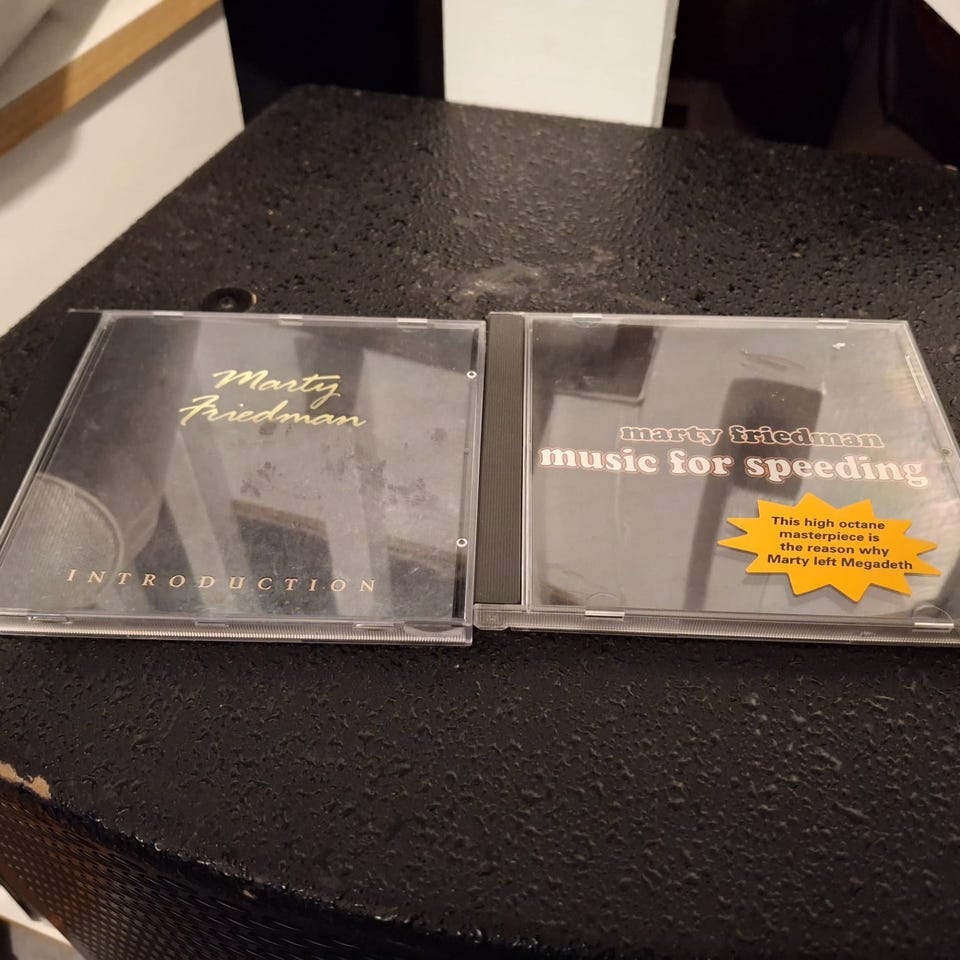 Marty
Friedman
INTRODUCTION
marty friedman
music for speeding
This high octane
masterpiece is
the reason why
Marty left Megadeth